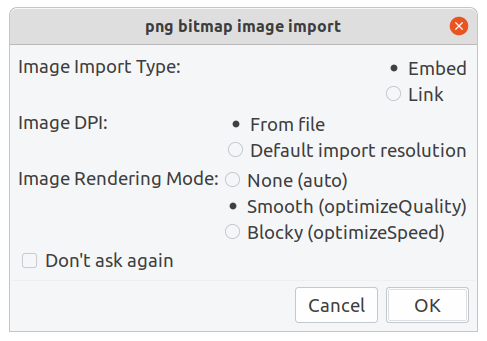 png bitmap image import
Image Import Type:
Embed
Link
Image DPI:
From file
Default import resolution
Image Rendering Mode:
None (auto)
Smooth (optimizeQuality)
Blocky (optimizeSpeed)
Don't ask again
Cancel
OK